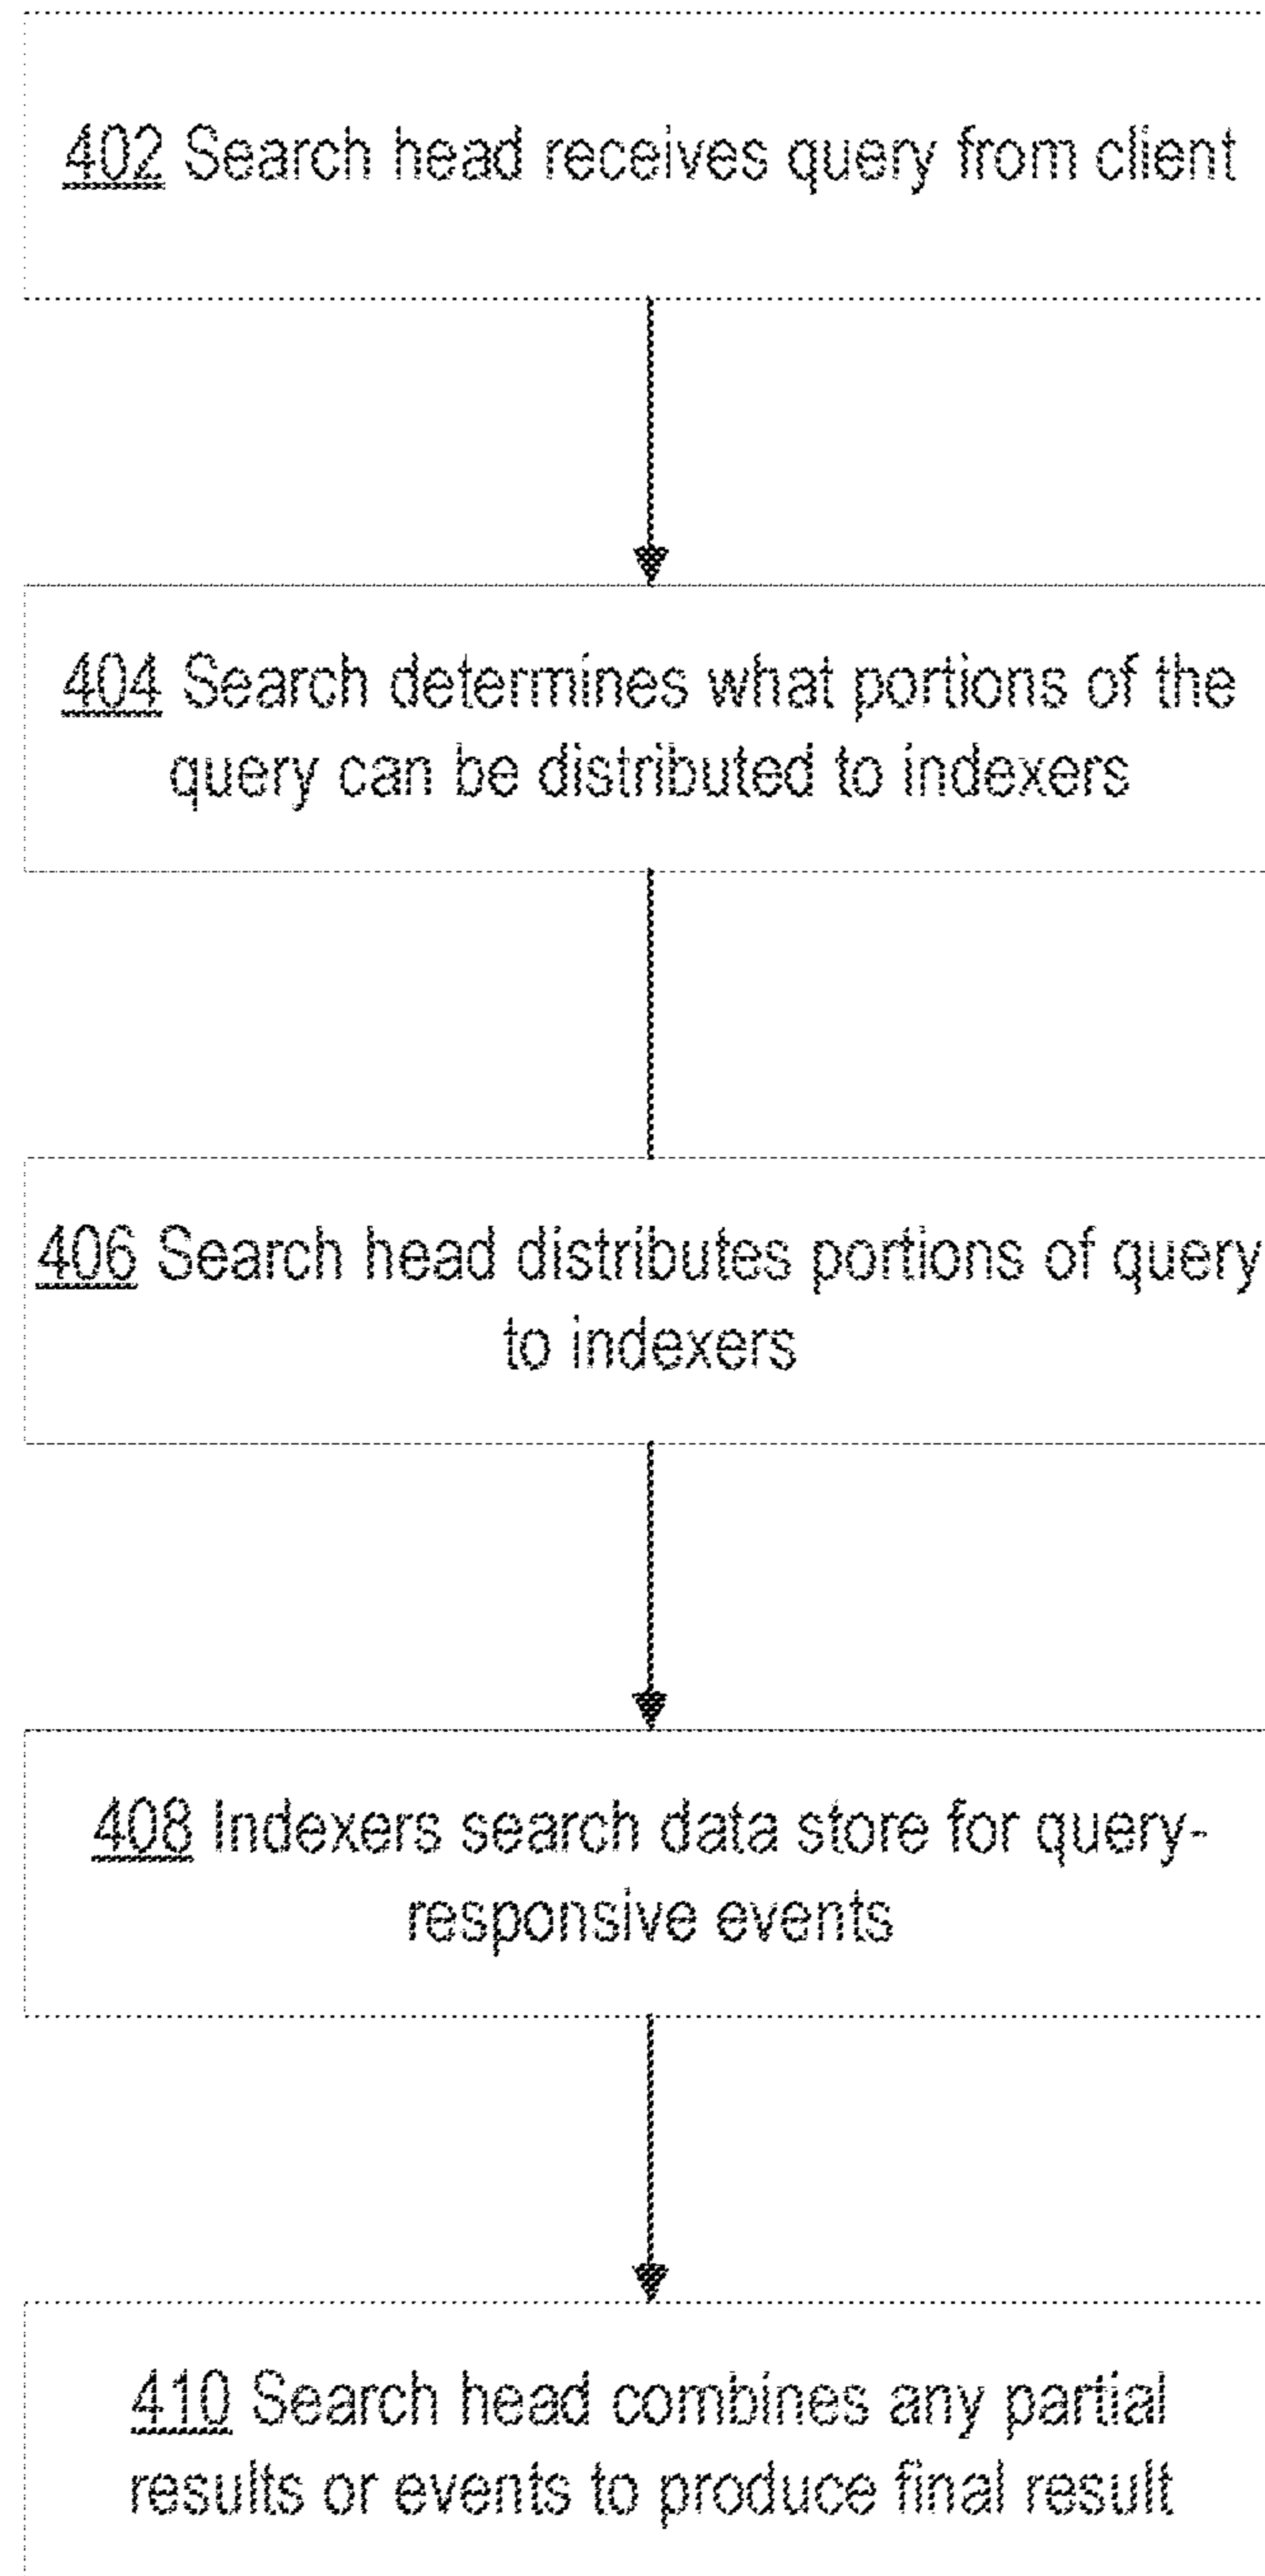 402 Search head receives query from client
404 Search determines what portions of the
query can be distributed to indexers
406 Search head distributes portions of query
to indexers
408 Indexers search data store for query-
responsive events
410 Search head combines any partial
results or events to produce final result